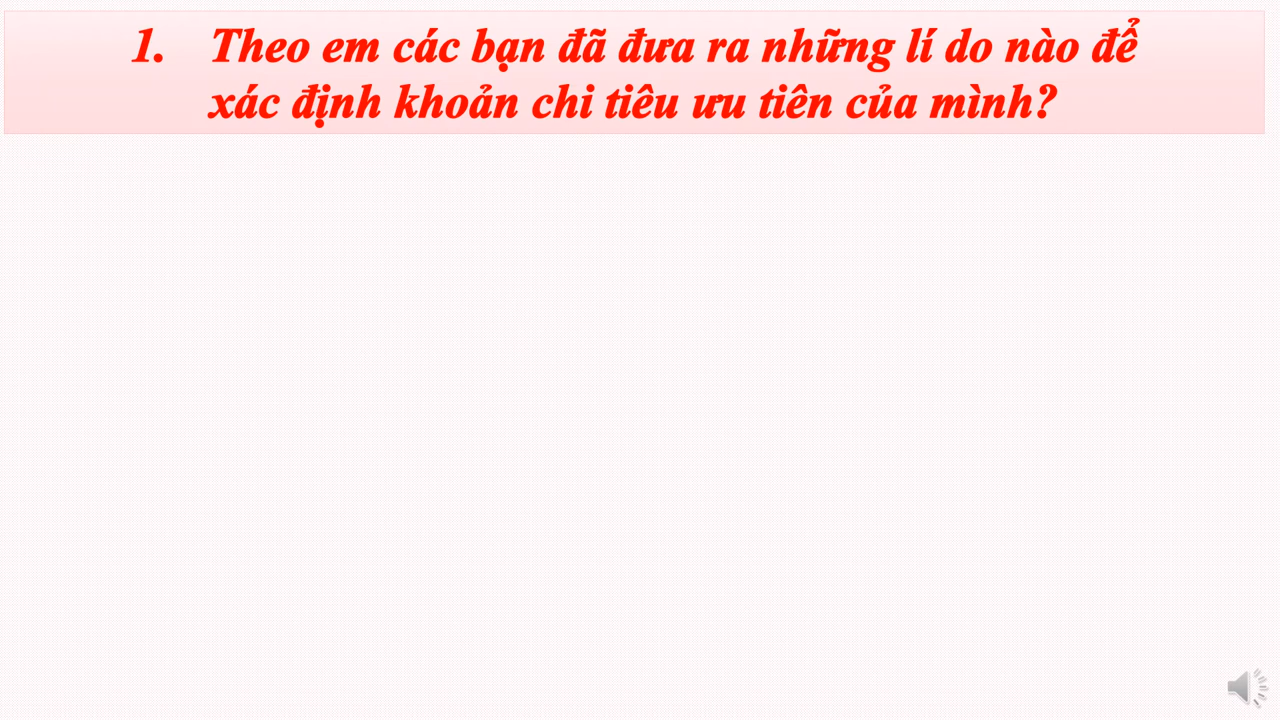 1. Theo em các bạn đã đưa ra những lí do nào để
xác định khoản chi tiêu ưu tiên của mình?